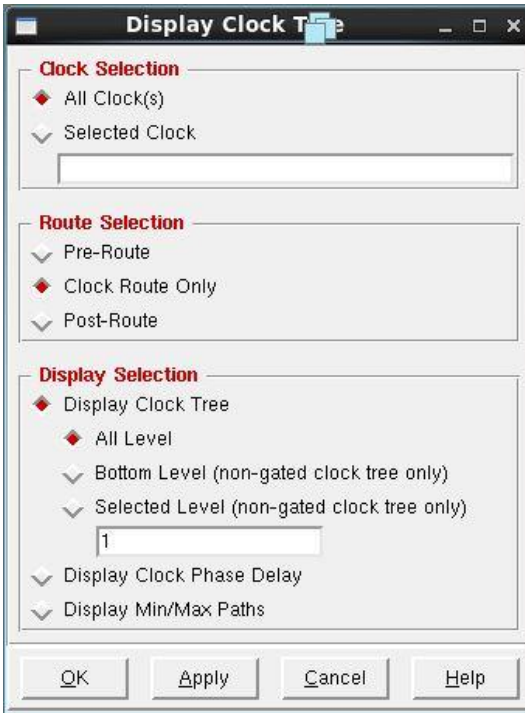 Display Clock Tree
Clock Selection
All Clock(s)
Selected Clock
Route Selection
Pre-Route
Clock Route Only
Post-Route
Display Selection
Display Clock Tree
All Level
Bottom Level (non-gated clock tree only)
Selected Level (non-gated clock tree only)
1
Display Clock Phase Delay
Display Min/Max Paths
OK Apply Cancel Help